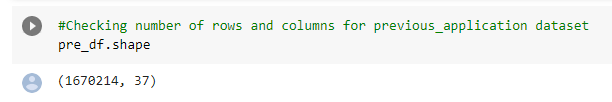 #Checking number of rows and columns for previous_application dataset
pre_df.shape
(1670214, 37)